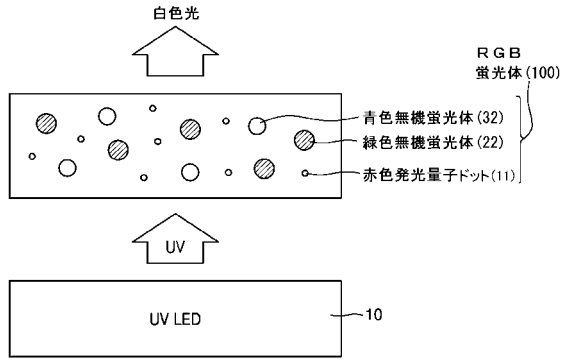 白色光
RGB
蛍光体(100)
青色無機蛍光体(32)
緑色無機蛍光体(22)
赤色発光量子ドット(11)
UV
UV LED
10